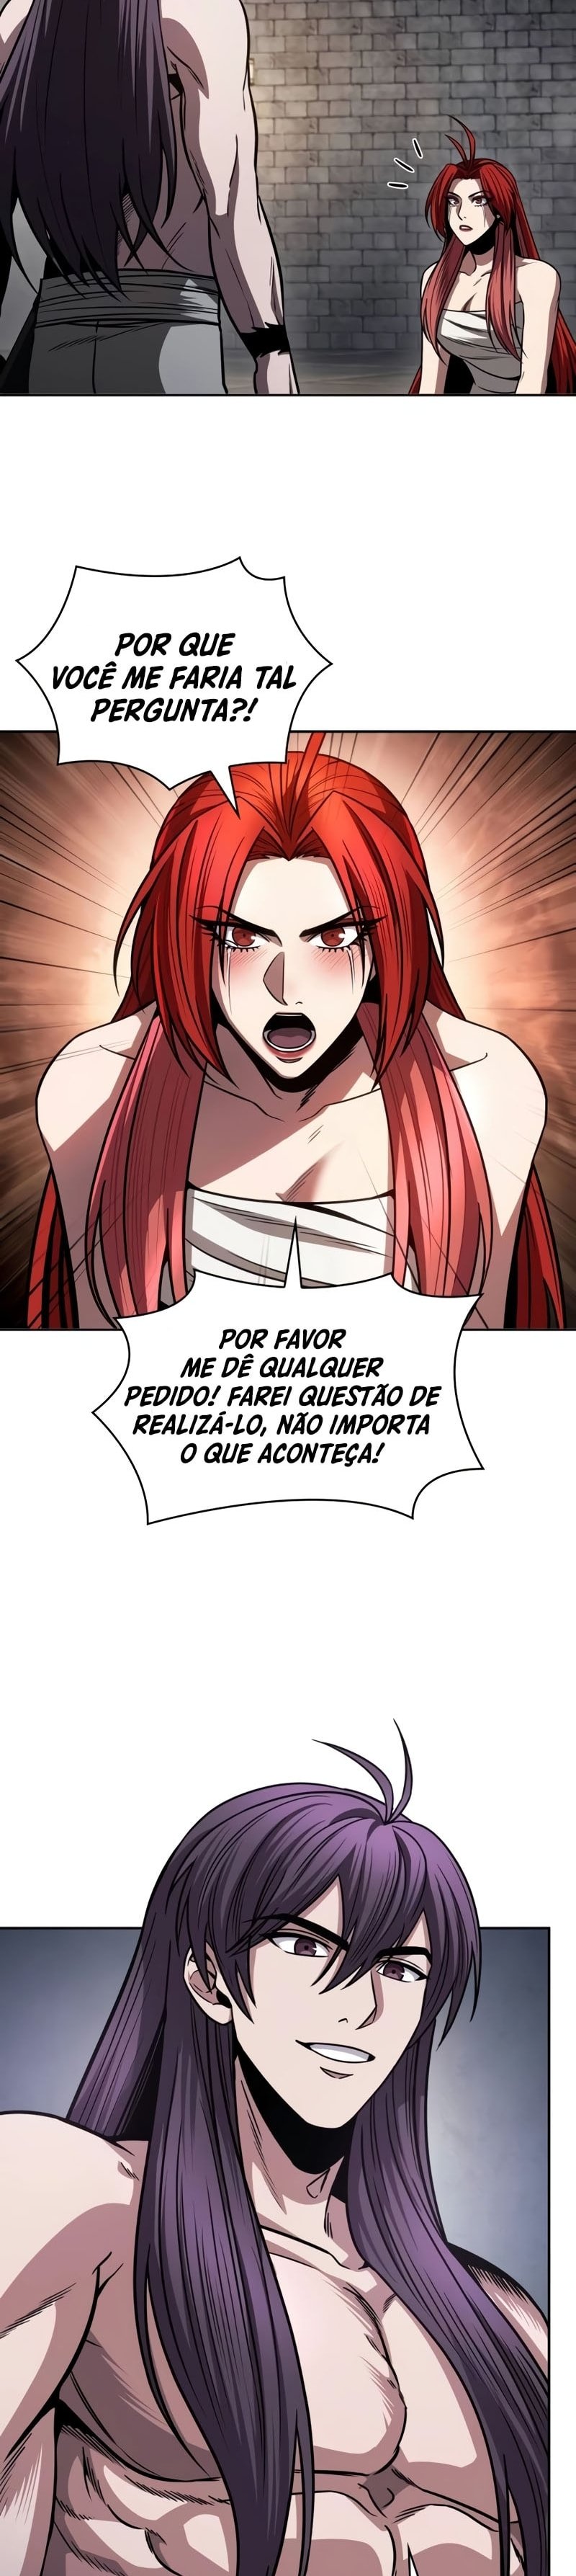 POR QUE
VOCÊ ME FARIA TAL
PERGUNTA?!
POR FAVOR
ME DÊ QUALQUER
PEDIDO! FAREI QUESTÃO DE
REALIZÁ-LO, NÃO IMPORTA
O QUE ACONTEÇA!